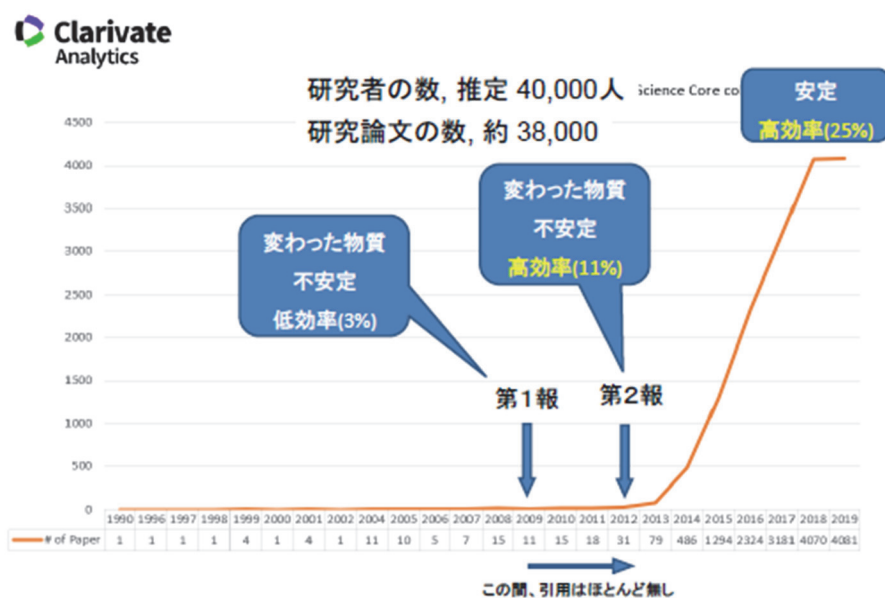 Clarivate
Analytics
研究者の数, 推定 40,000人
Science Core co
研究論文の数, 約 38,000
安定
高効率(25%)
変わった物質
不安定
高効率(11%)
変わった物質
不安定
低効率(3%)
第1報
第2報
4500
4000
3500
3000
2500
2000
1500
1000
500
0
1990 1996 1997 1998 1999 2000 2001 2002 2004 2005 2006 2007 2008 2009 2010 2011 2012 2013 2014 2015 2016 2017 2018 2019
# of Paper 1 1 1 1 4 1 4 1 11 10 5 7 15 11 15 18 31 79 486 1294 2324 3181 4070 4081
この間、引用はほとんど無し